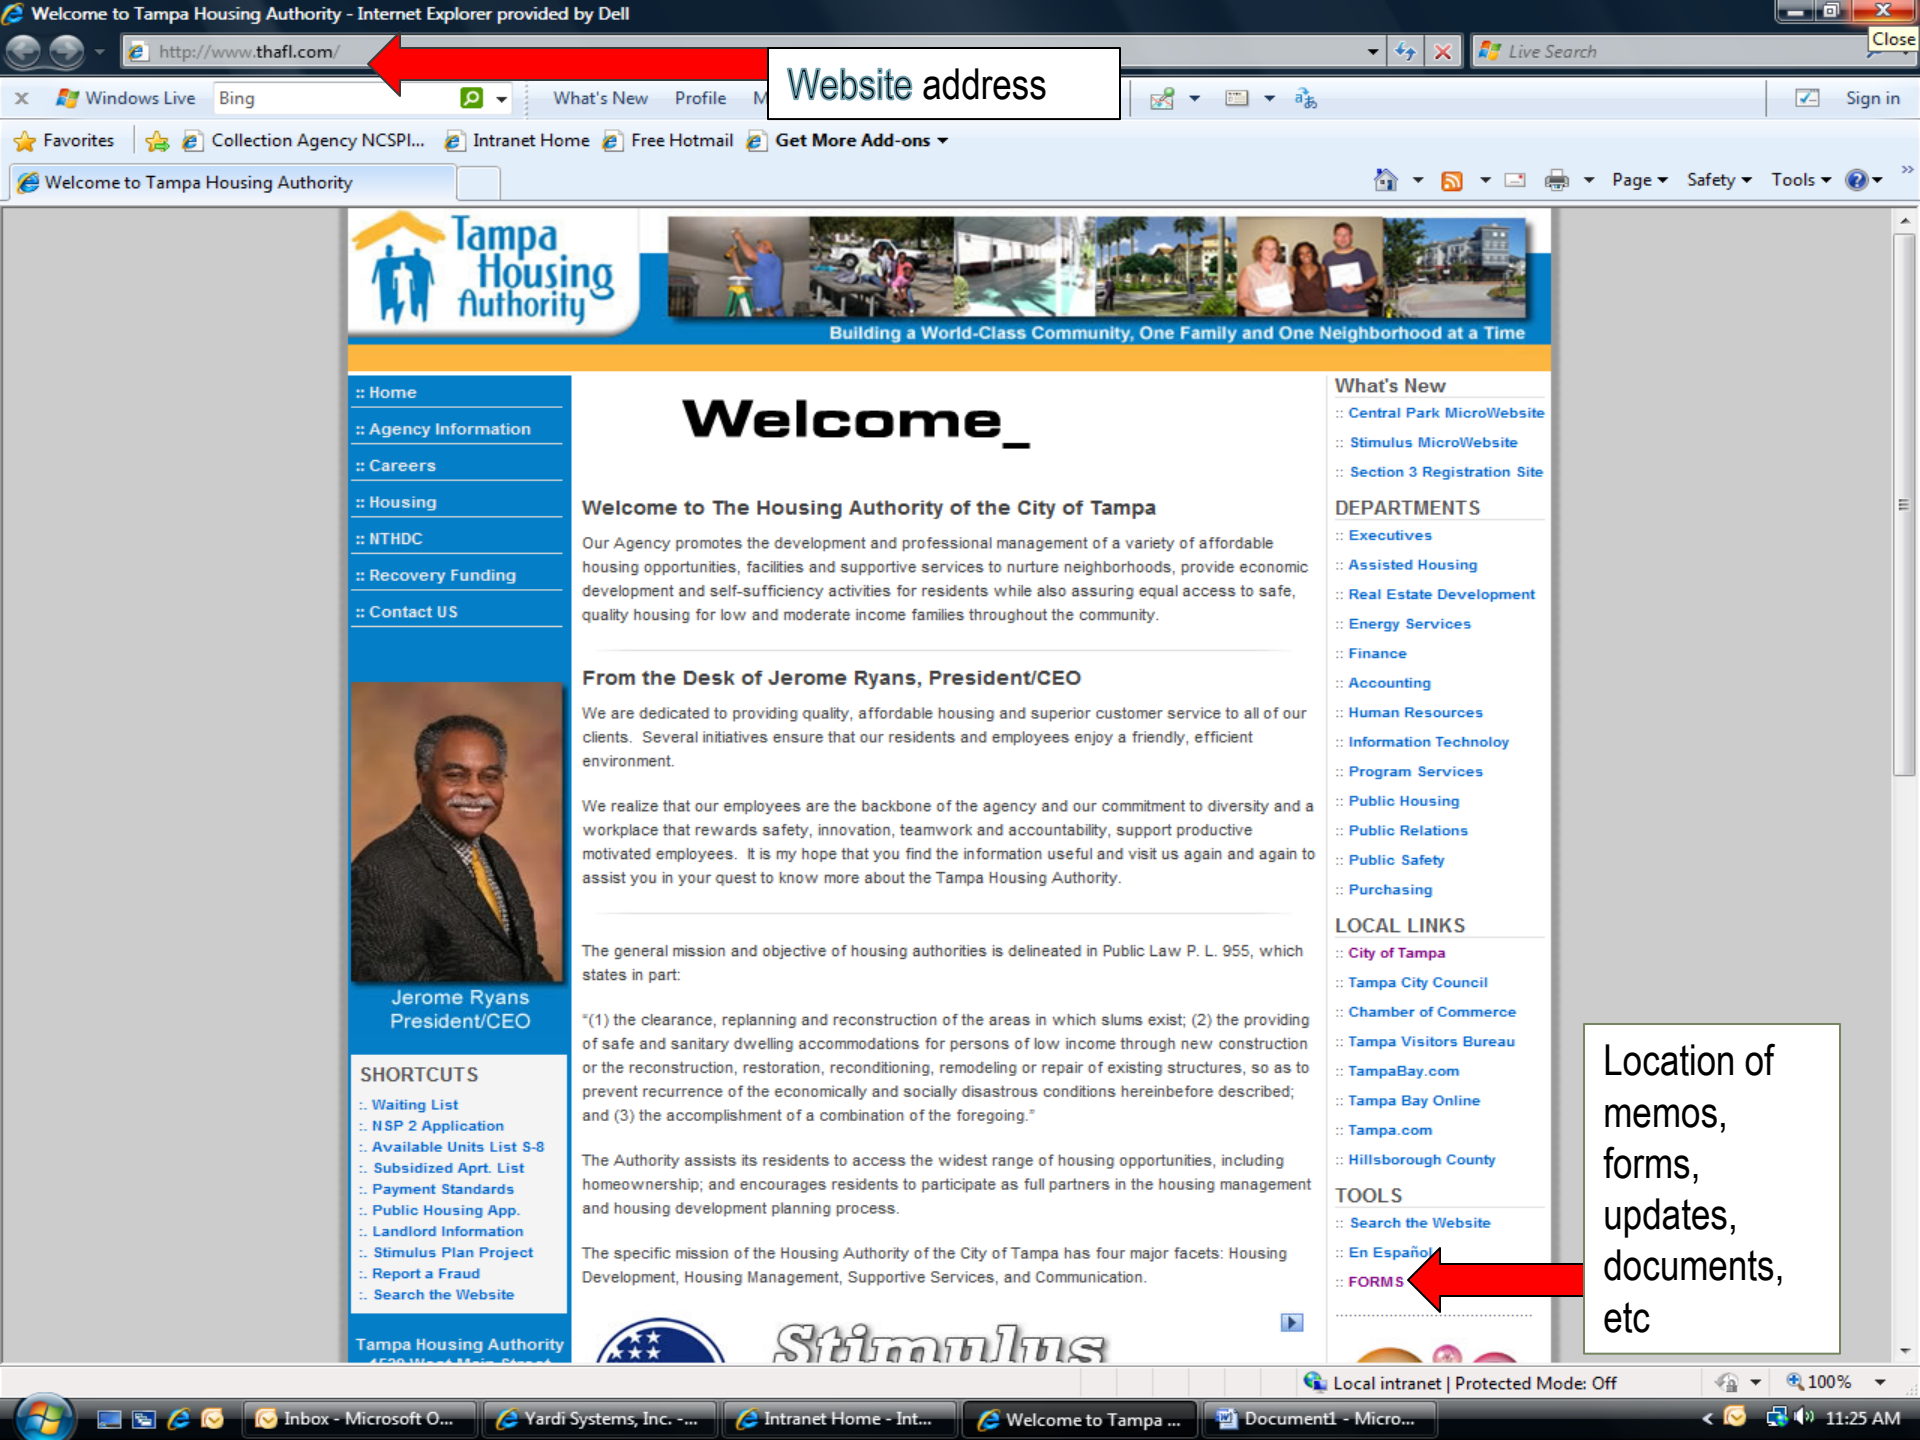 Welcome to Tampa Housing Authority - Internet Explorer provided by Dell
http://www.thafl.com/
Live Search
Close
Website address
Windows Live
Bing
What's New
Profile
M
Sign in
Favorites
Collection Agency NCSPI...
Intranet Home
Free Hotmail
Get More Add-ons
Welcome to Tampa Housing Authority
Page
Safety
Tools
Tampa
Housing
Authority
Building a World-Class Community, One Family and One Neighborhood at a Time
:: Home
:: Agency Information
:: Careers
:: Housing
:: NTHDC
:: Recovery Funding
:: Contact US
Jerome Ryans
President/CEO
SHORTCUTS
:. Waiting List
:. NSP 2 Application
:. Available Units List S-8
:. Subsidized Aprt. List
:. Payment Standards
:. Public Housing App.
:. Landlord Information
:. Stimulus Plan Project
:. Report a Fraud
:. Search the Website
Tampa Housing Authority
Welcome_
Welcome to The Housing Authority of the City of Tampa
Our Agency promotes the development and professional management of a variety of affordable
housing opportunities, facilities and supportive services to nurture neighborhoods, provide economic
development and self-sufficiency activities for residents while also assuring equal access to safe,
quality housing for low and moderate income families throughout the community.
From the Desk of Jerome Ryans, President/CEO
We are dedicated to providing quality, affordable housing and superior customer service to all of our
clients.  Several initiatives ensure that our residents and employees enjoy a friendly, efficient
environment.
We realize that our employees are the backbone of the agency and our commitment to diversity and a
workplace that rewards safety, innovation, teamwork and accountability, support productive
motivated employees.  It is my hope that you find the information useful and visit us again and again to
assist you in your quest to know more about the Tampa Housing Authority.
The general mission and objective of housing authorities is delineated in Public Law P. L. 955, which
states in part:
“(1) the clearance, replanning and reconstruction of the areas in which slums exist; (2) the providing
of safe and sanitary dwelling accommodations for persons of low income through new construction
or the reconstruction, restoration, reconditioning, remodeling or repair of existing structures, so as to
prevent recurrence of the economically and socially disastrous conditions hereinbefore described;
and (3) the accomplishment of a combination of the foregoing.”
The Authority assists its residents to access the widest range of housing opportunities, including
homeownership; and encourages residents to participate as full partners in the housing management
and housing development planning process.
The specific mission of the Housing Authority of the City of Tampa has four major facets: Housing
Development, Housing Management, Supportive Services, and Communication.
Stimulus
What's New
:: Central Park MicroWebsite
:: Stimulus MicroWebsite
:: Section 3 Registration Site
DEPARTMENTS
:: Executives
:: Assisted Housing
:: Real Estate Development
:: Energy Services
:: Finance
:: Accounting
:: Human Resources
:: Information Technoloy
:: Program Services
:: Public Housing
:: Public Relations
:: Public Safety
:: Purchasing
LOCAL LINKS
:: City of Tampa
:: Tampa City Council
:: Chamber of Commerce
:: Tampa Visitors Bureau
:: TampaBay.com
:: Tampa Bay Online
:: Tampa.com
:: Hillsborough County
TOOLS
:: Search the Website
:: En Español
:: FORMS
Location of
memos,
forms,
updates,
documents,
etc
Local intranet | Protected Mode: Off
100%
Inbox - Microsoft O...
Yardi Systems, Inc. -...
Intranet Home - Int...
Welcome to Tampa ...
Document1 - Micro...
11:25 AM